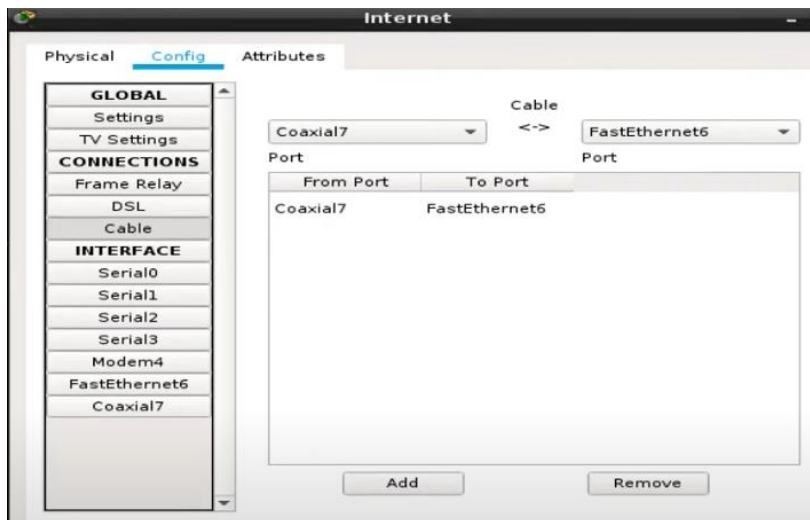 Internet
Physical Config Attributes
GLOBAL
Settings
TV Settings
CONNECTIONS
Frame Relay
DSL
Cable
INTERFACE
Serial0
Serial1
Serial2
Serial3
Modem4
FastEthernet6
Coaxial7
Cable
Coaxial7 <-> FastEthernet6
Port Port
From Port To Port
Coaxial7 FastEthernet6
Add Remove